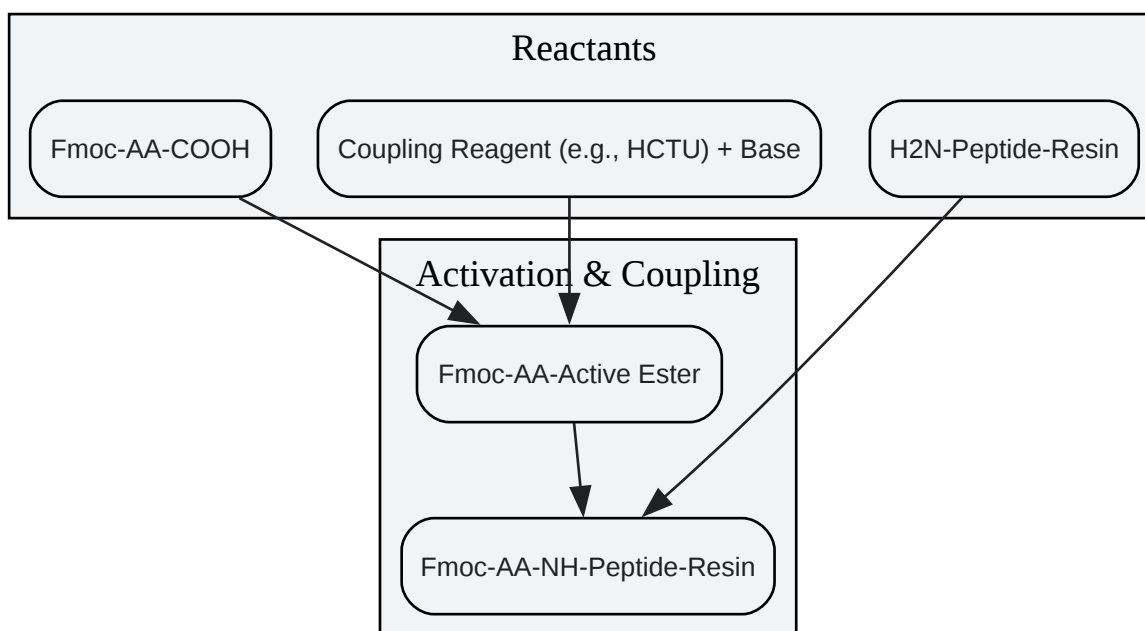 Reactants
Fmoc-AA-COOH
Coupling Reagent (e.g., HCTU) + Base
H2N-Peptide-Resin
Activation & Coupling
Fmoc-AA-Active Ester
Fmoc-AA-NH-Peptide-Resin